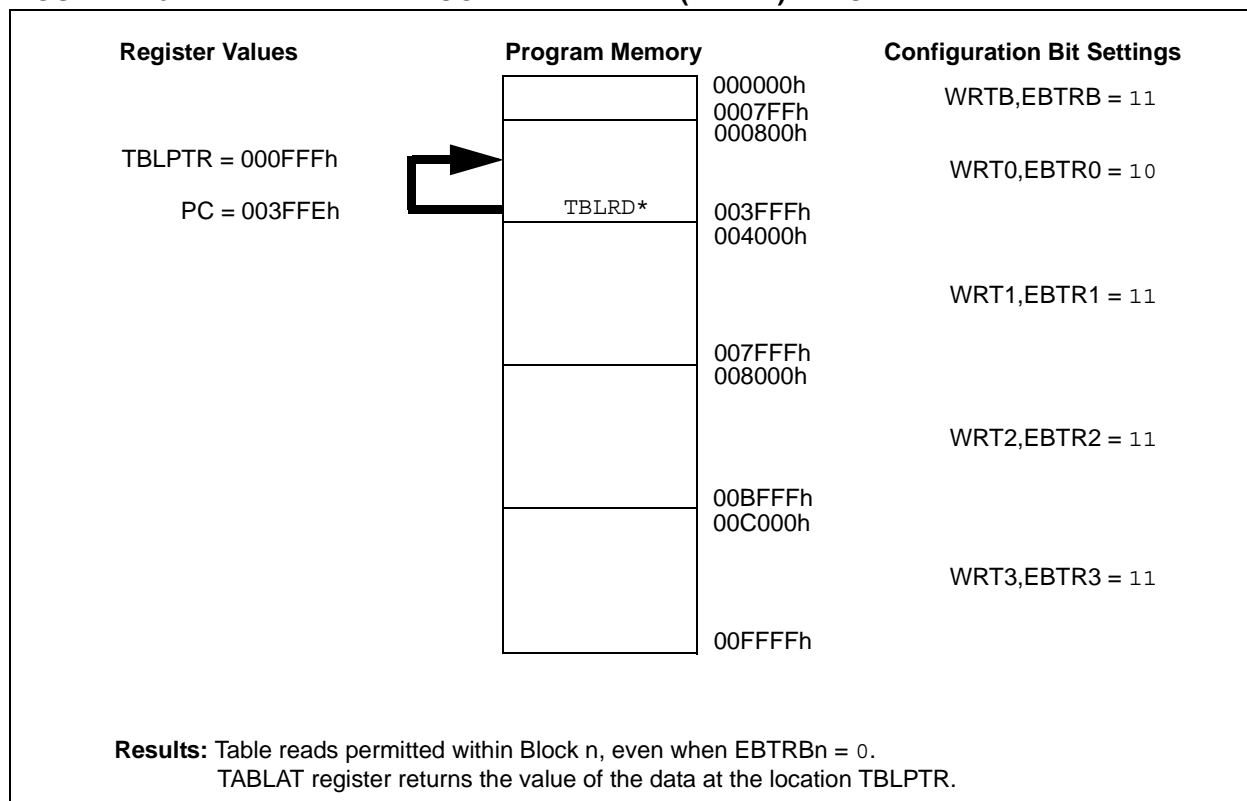 Register Values
Program Memory
Configuration Bit Settings
000000h
WRTB,EBTRB = 11
0007FFh
000800h
TBLPTR = 000FFFh
WRT0,EBTR0 = 10
PC = 003FFEh
TBLRD*
003FFFh
004000h
WRT1,EBTR1 = 11
007FFFh
008000h
WRT2,EBTR2 = 11
00BFFFh
00C000h
WRT3,EBTR3 = 11
00FFFFh
Results: Table reads permitted within Block n, even when EBTRBn = 0.
TABLAT register returns the value of the data at the location TBLPTR.